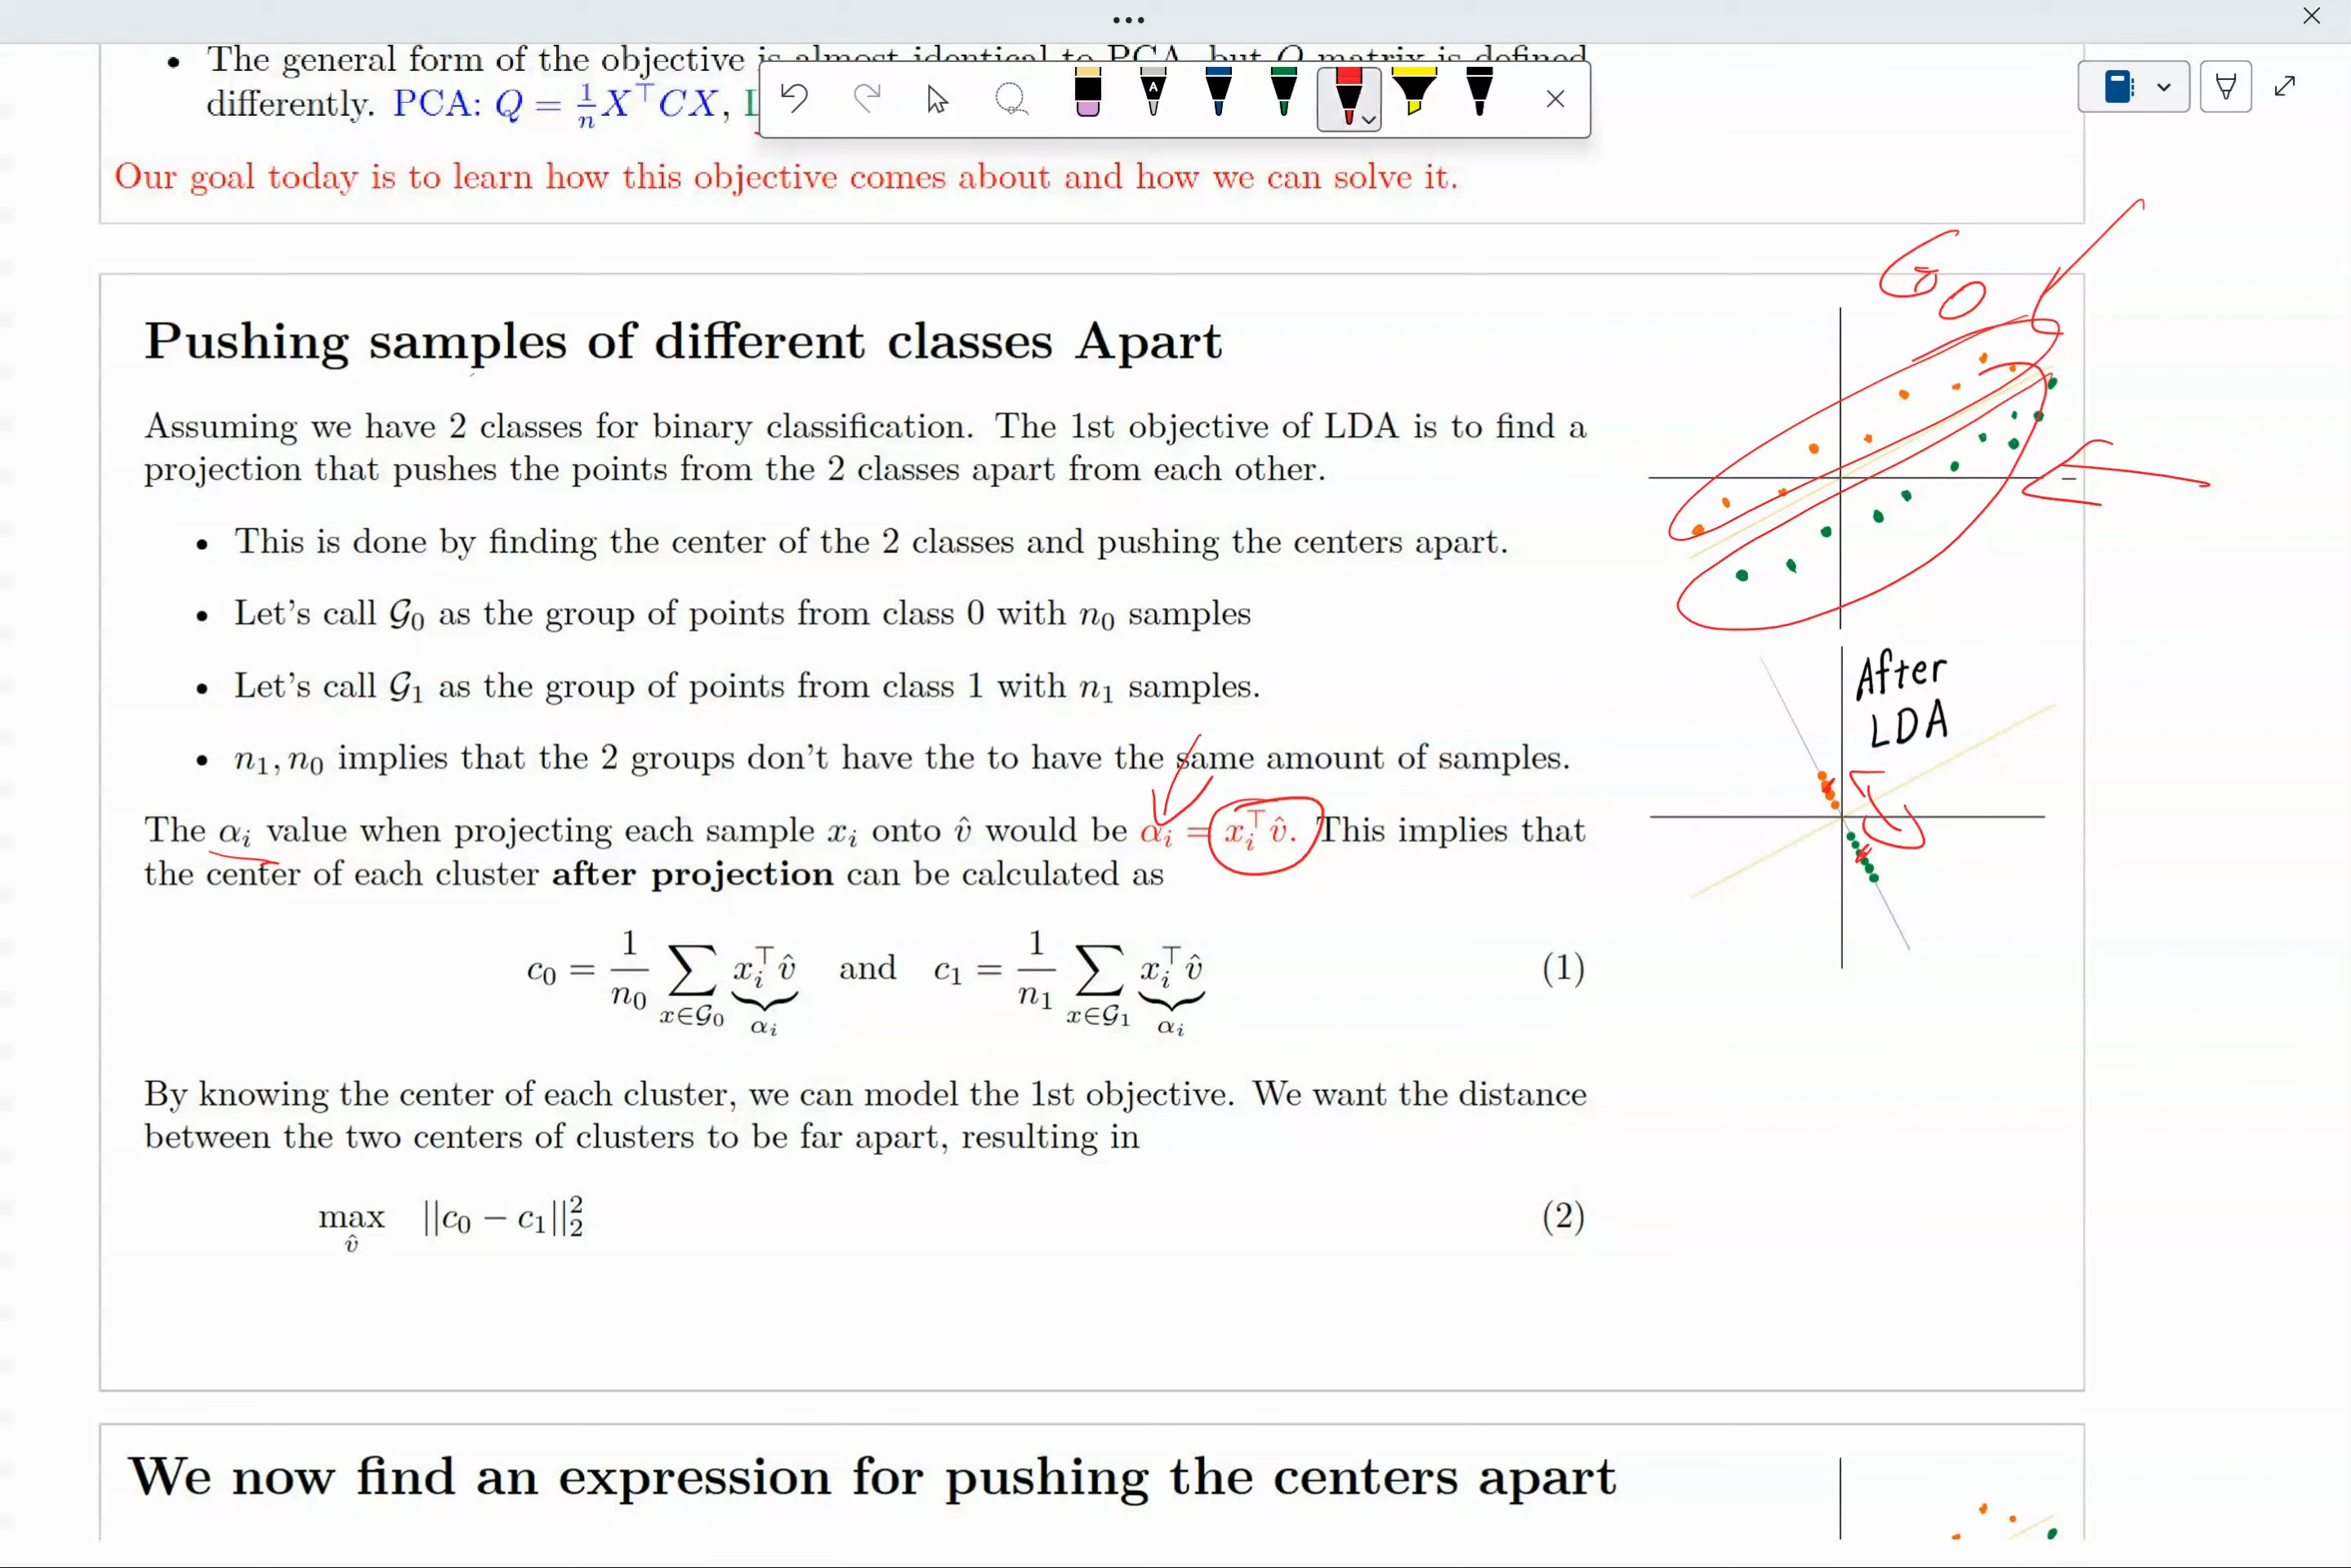 • The general form of the objective is almost identical to PCA, but Q matrix is defined
differently. PCA: Q = 1/n X⊤CX, L
Our goal today is to learn how this objective comes about and how we can solve it.
G0
Pushing samples of different classes Apart
Assuming we have 2 classes for binary classification. The 1st objective of LDA is to find a
projection that pushes the points from the 2 classes apart from each other.
• This is done by finding the center of the 2 classes and pushing the centers apart.
• Let's call 𝒢₀ as the group of points from class 0 with n₀ samples
• Let's call 𝒢₁ as the group of points from class 1 with n₁ samples.
• n₁, n₀ implies that the 2 groups don't have the to have the same amount of samples.
The αᵢ value when projecting each sample xᵢ onto v̂ would be αᵢ = xᵢ⊤v̂. This implies that
the center of each cluster after projection can be calculated as
c₀ = 1/n₀ ∑_{x∈𝒢₀} xᵢ⊤v̂ (αᵢ) and c₁ = 1/n₁ ∑_{x∈𝒢₁} xᵢ⊤v̂ (αᵢ) (1)
By knowing the center of each cluster, we can model the 1st objective. We want the distance
between the two centers of clusters to be far apart, resulting in
max_v̂ ||c₀ − c₁||₂² (2)
After
LDA
We now find an expression for pushing the centers apart